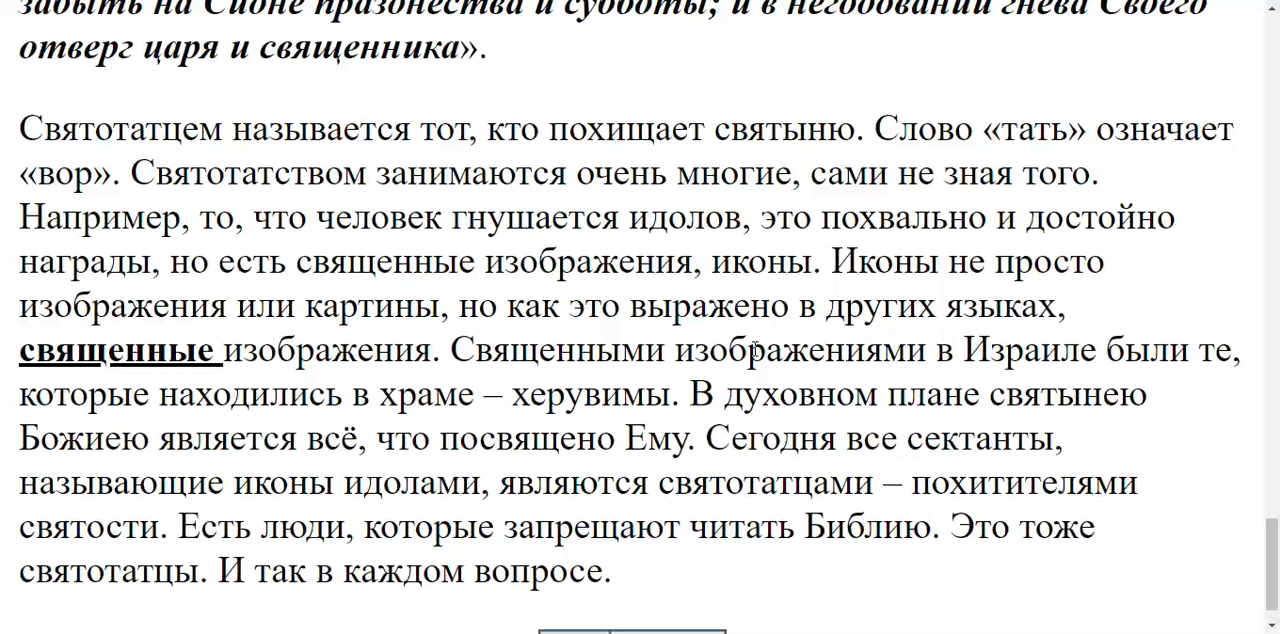 забыть на Сионе празднества и субботы; и в негодовании гнева Своего
отверг царя и священника».
Святотатцем называется тот, кто похищает святыню. Слово «тать» означает
«вор». Святотатством занимаются очень многие, сами не зная того.
Например, то, что человек гнушается идолов, это похвально и достойно
награды, но есть священные изображения, иконы. Иконы не просто
изображения или картины, но как это выражено в других языках,
священные изображения. Священными изображениями в Израиле были те,
которые находились в храме – херувимы. В духовном плане святынею
Божиею является всё, что посвящено Ему. Сегодня все сектанты,
называющие иконы идолами, являются святотатцами – похитителями
святости. Есть люди, которые запрещают читать Библию. Это тоже
святотатцы. И так в каждом вопросе.